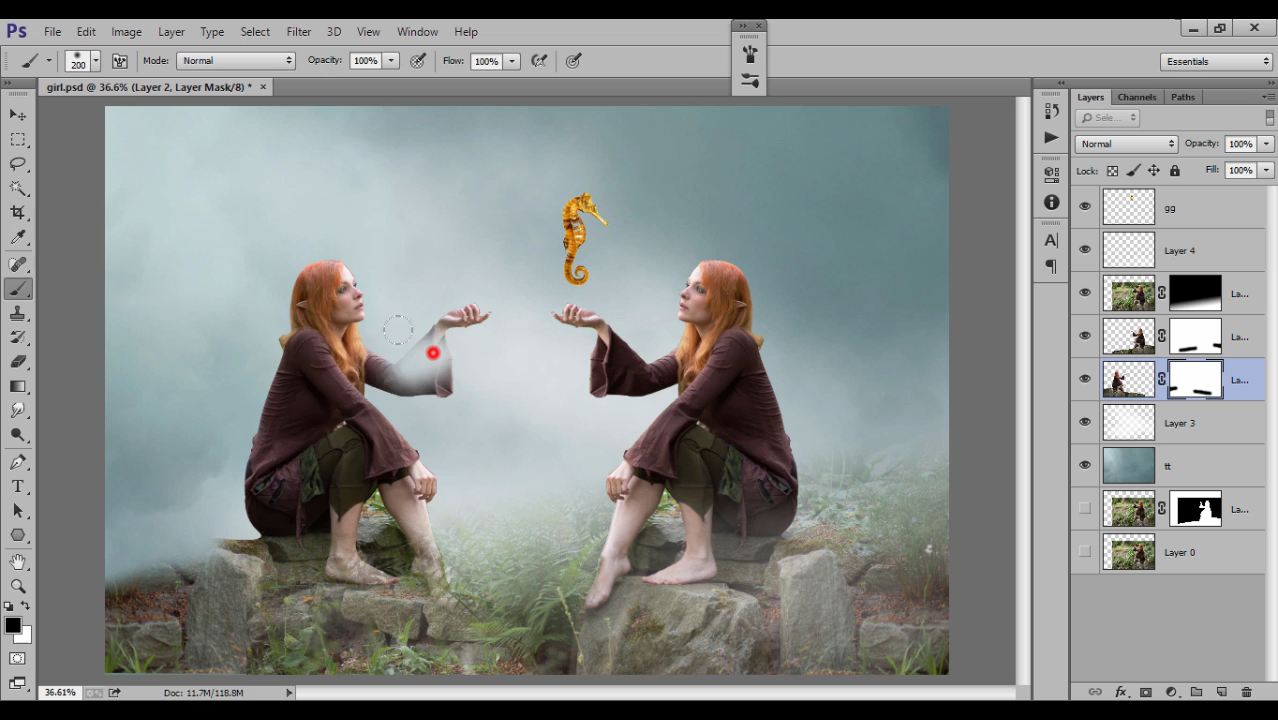 Ps File Edit Image Layer Type Select Filter 3D View Window Help
200 Mode: Normal Opacity: 100% Flow: 100% Essentials
girl.psd @ 36.6% (Layer 2, Layer Mask/8) * ×
Layers Channels Paths
Sele...
Normal Opacity: 100%
Lock: Fill: 100%
gg
Layer 4
La...
La...
La...
Layer 3
tt
La...
Layer 0
36.61% Doc: 11.7M/118.8M